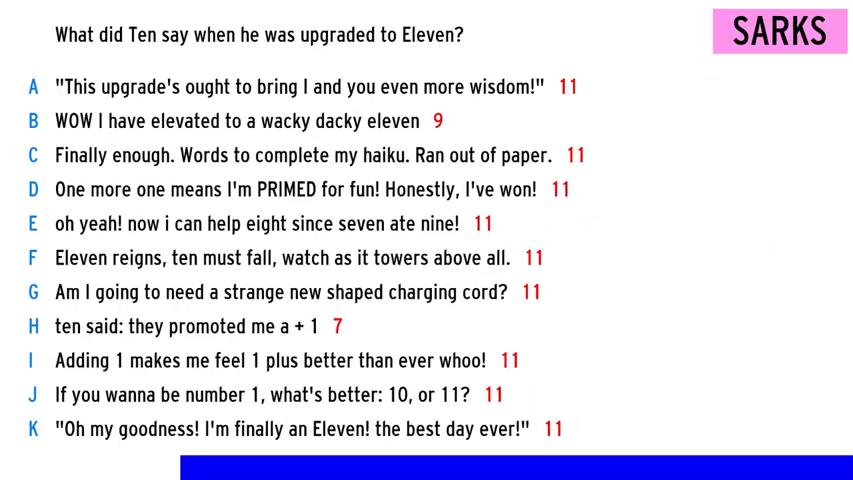 What did Ten say when he was upgraded to Eleven?
SARKS
A "This upgrade's ought to bring I and you even more wisdom!" 11
B WOW I have elevated to a wacky dacky eleven 9
C Finally enough. Words to complete my haiku. Ran out of paper. 11
D One more one means I'm PRIMED for fun! Honestly, I've won! 11
E oh yeah! now i can help eight since seven ate nine! 11
F Eleven reigns, ten must fall, watch as it towers above all. 11
G Am I going to need a strange new shaped charging cord? 11
H ten said: they promoted me a + 1 7
I Adding 1 makes me feel 1 plus better than ever whoo! 11
J If you wanna be number 1, what's better: 10, or 11? 11
K "Oh my goodness! I'm finally an Eleven! the best day ever!" 11